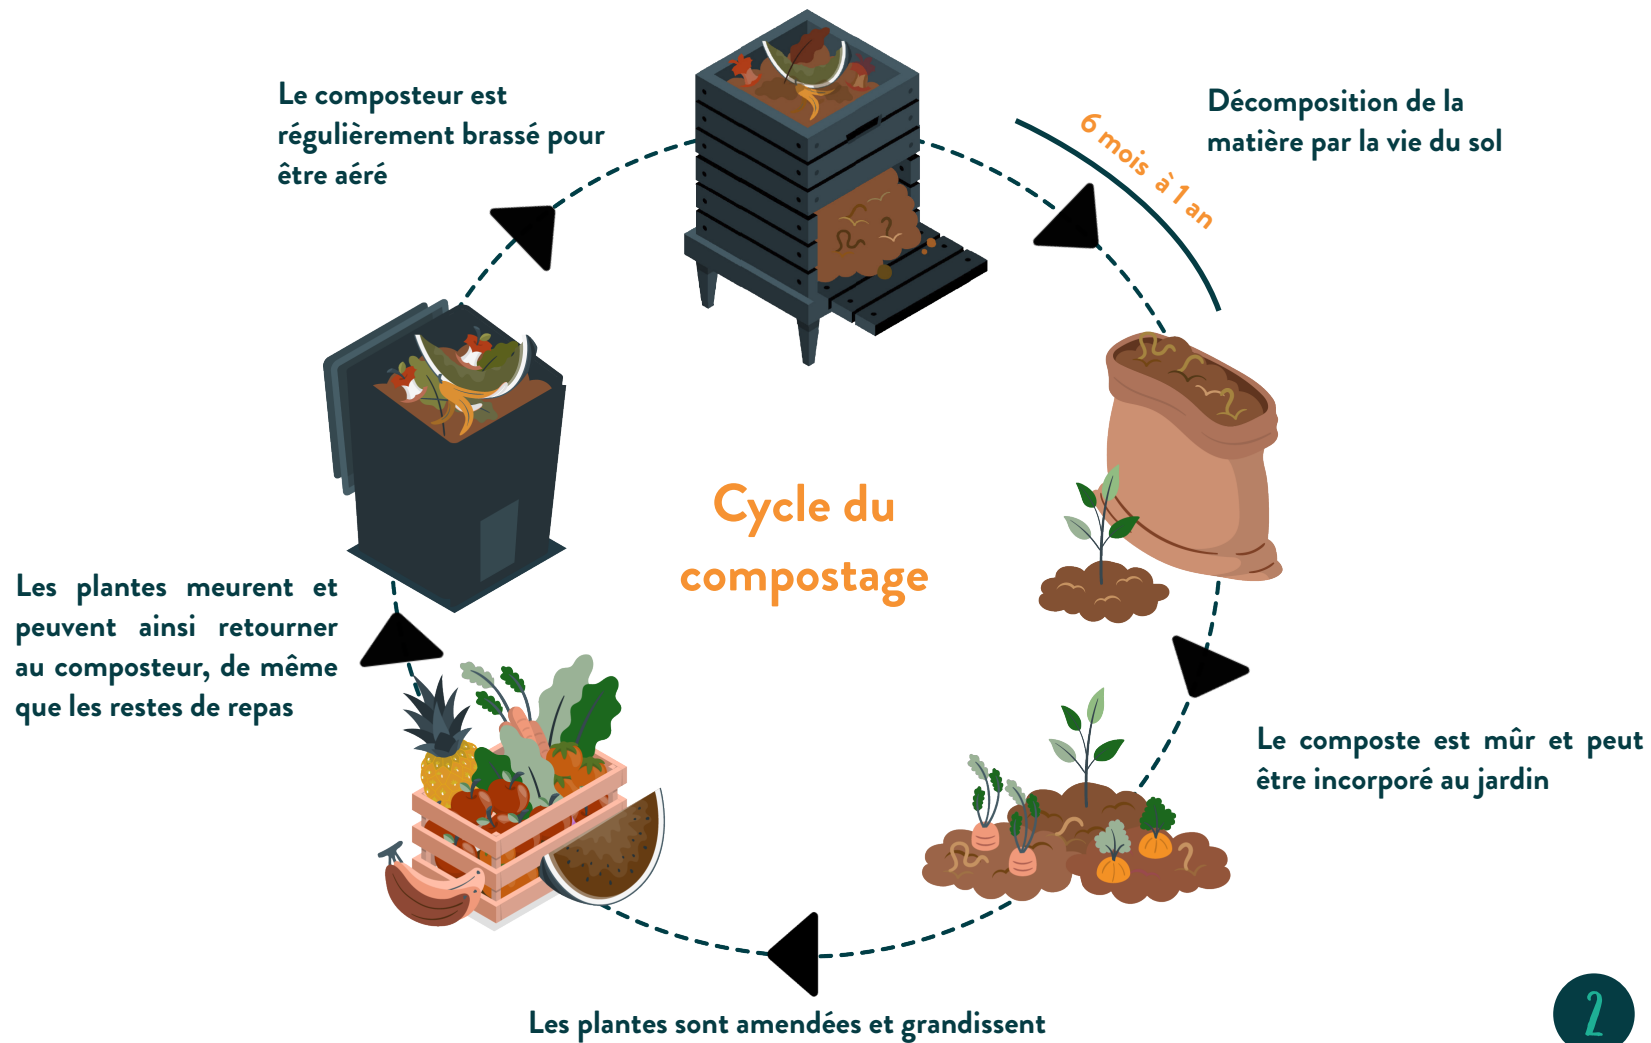 Le composteur est
régulièrement brassé pour
être aéré
6 mois à 1 an
Décomposition de la
matière par la vie du sol
Cycle du
compostage
Les plantes meurent et
peuvent ainsi retourner
au composteur, de même
que les restes de repas
Le composte est mûr et peut
être incorporé au jardin
Les plantes sont amendées et grandissent
2